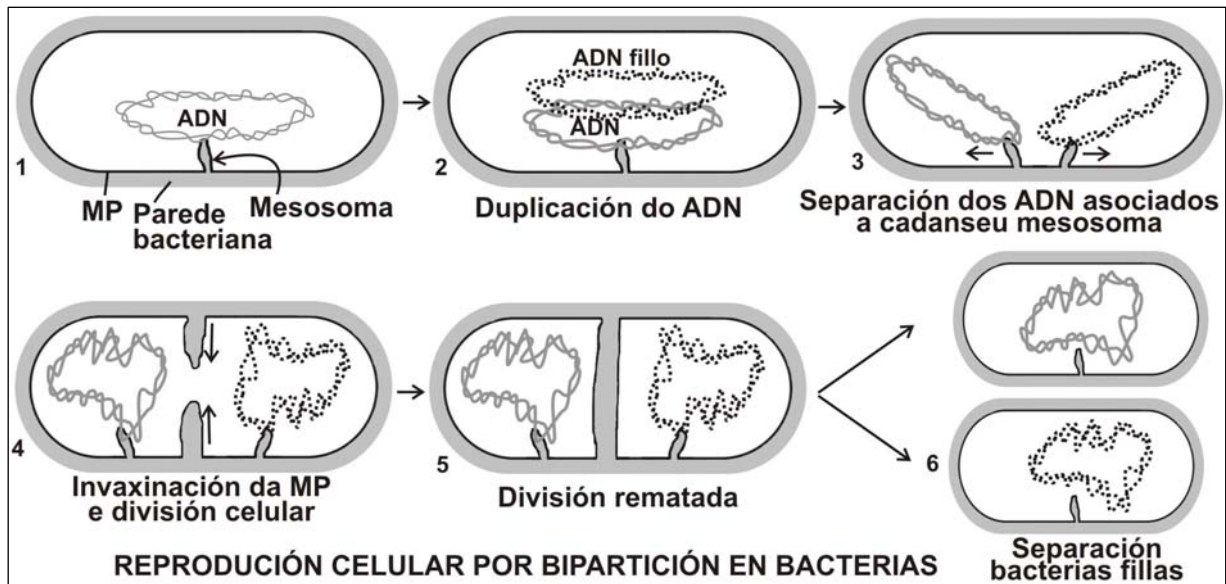 ADN
1
MP
Parede
bacteriana
Mesosoma
ADN fillo
ADN
2
Duplicación do ADN
3
Separación dos ADN asociados
a cadanseu mesosoma
4
Invaxinación da MP
e división celular
5
División rematada
6
Separación
bacterias fillas
REPRODUCIÓN CELULAR POR BIPARTICIÓN EN BACTERIAS